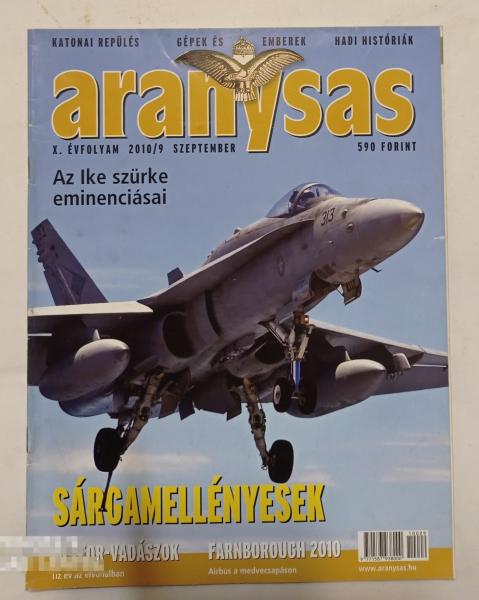 KATONAI REPÜLÉS GÉPEK ÉS EMBEREK HADI HISTÓRIÁK
aranysas
X. ÉVFOLYAM 2010/9 SZEPTEMBER 590 FORINT
Az Ike szürke
eminenciásai
313
SÁRGAMELLÉNYESEK
FARNBOROUGH 2010
Airbus a medvecsapáson
www.aranysas.hu